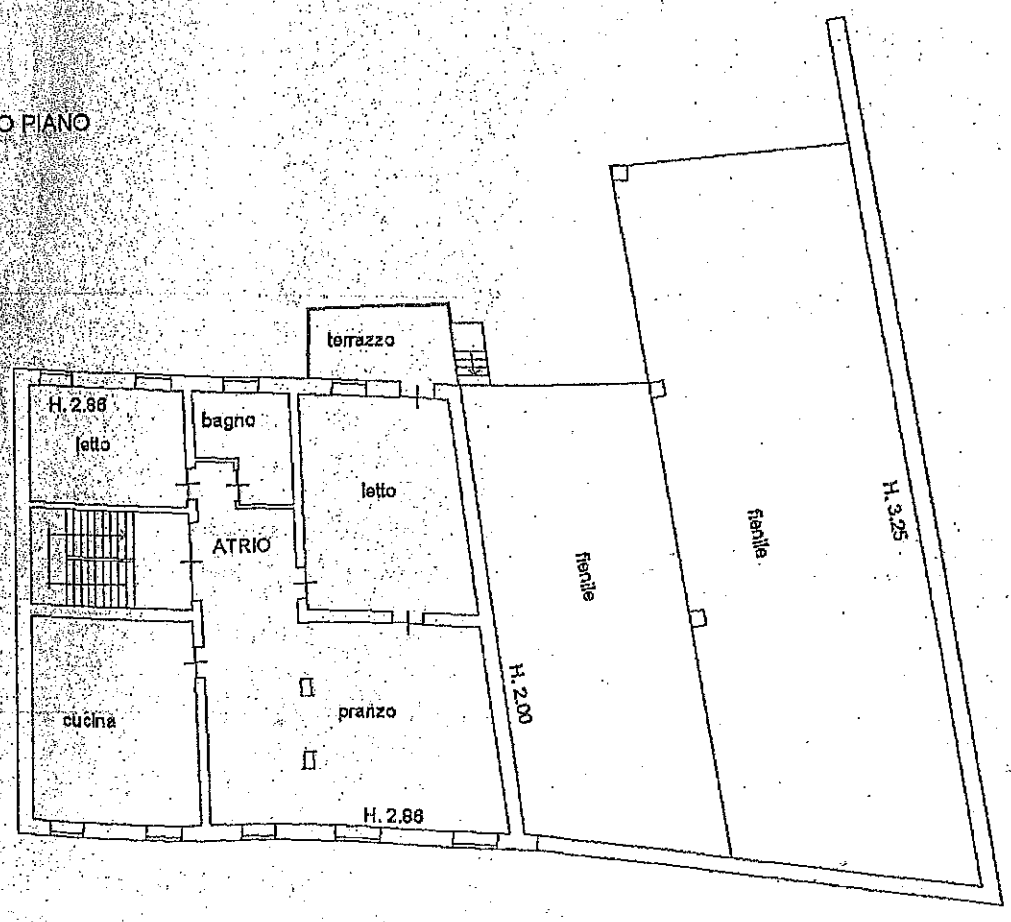 O PIANO
terrazzo
H. 2.86
letto
bagno
letto
ATRIO
H. 3.25
fienile
fienile
H. 2.00
cucina
pranzo
H. 2.86